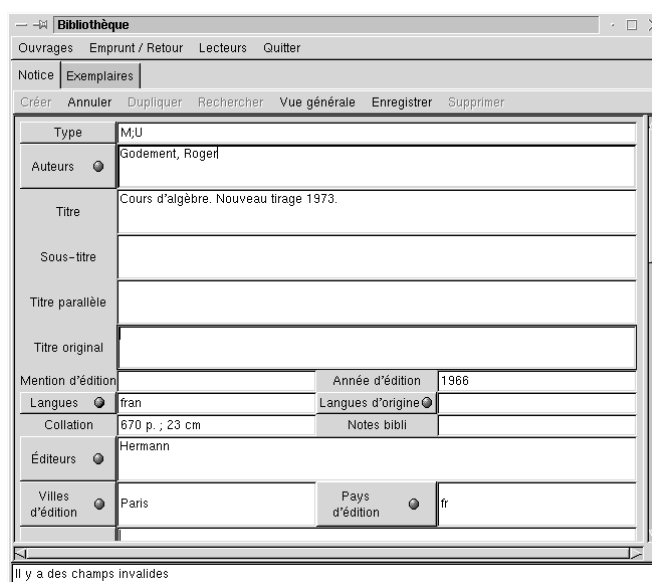 Bibliothèque
Ouvrages Emprunt / Retour Lecteurs Quitter
Notice Exemplaires
Créer Annuler Dupliquer Rechercher Vue générale Enregistrer Supprimer
Type M;U
Auteurs Godement, Roger
Titre Cours d'algèbre. Nouveau tirage 1973.
Sous-titre
Titre parallèle
Titre original
Mention d'édition Année d'édition 1966
Langues fran Langues d'origine
Collation 670 p. ; 23 cm Notes bibli
Éditeurs Hermann
Villes d'édition Paris Pays d'édition fr
Il y a des champs invalides